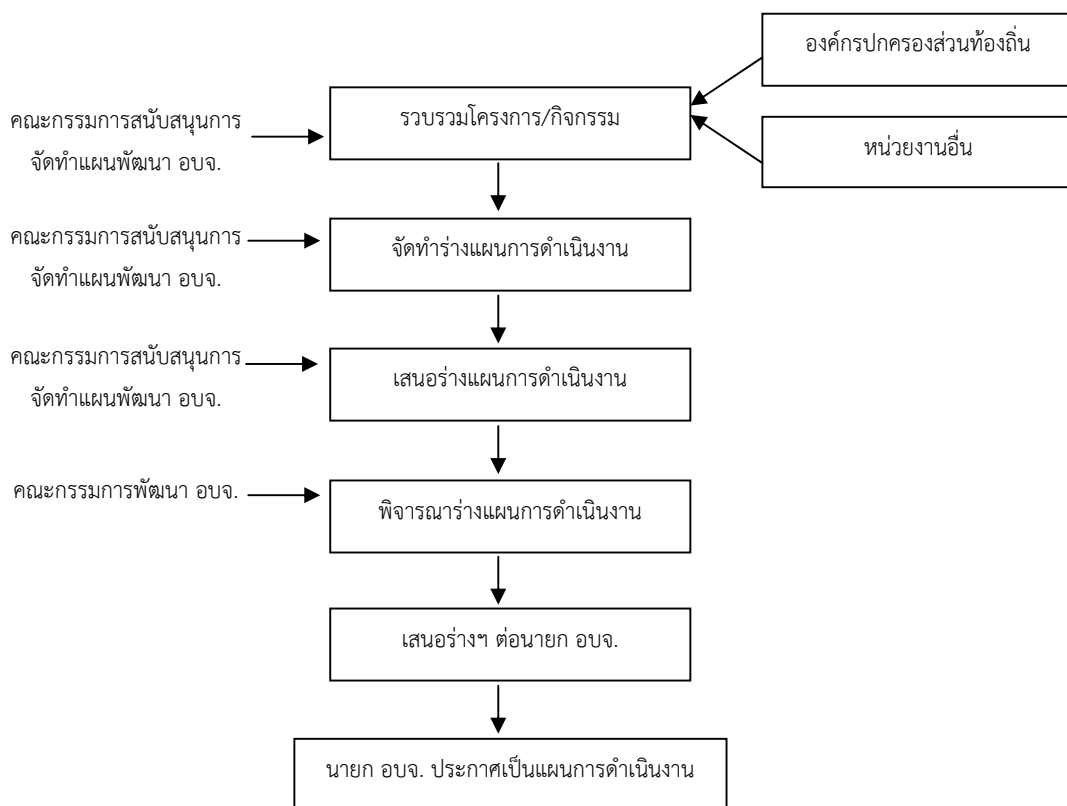 องค์กรปกครองส่วนท้องถิ่น
คณะกรรมการสนับสนุนการ
จัดทำแผนพัฒนา อบจ.
รวบรวมโครงการ/กิจกรรม
หน่วยงานอื่น
คณะกรรมการสนับสนุนการ
จัดทำแผนพัฒนา อบจ.
จัดทำร่างแผนการดำเนินงาน
คณะกรรมการสนับสนุนการ
จัดทำแผนพัฒนา อบจ.
เสนอร่างแผนการดำเนินงาน
คณะกรรมการพัฒนา อบจ.
พิจารณาร่างแผนการดำเนินงาน
เสนอร่างฯ ต่อนายก อบจ.
นายก อบจ. ประกาศเป็นแผนการดำเนินงาน